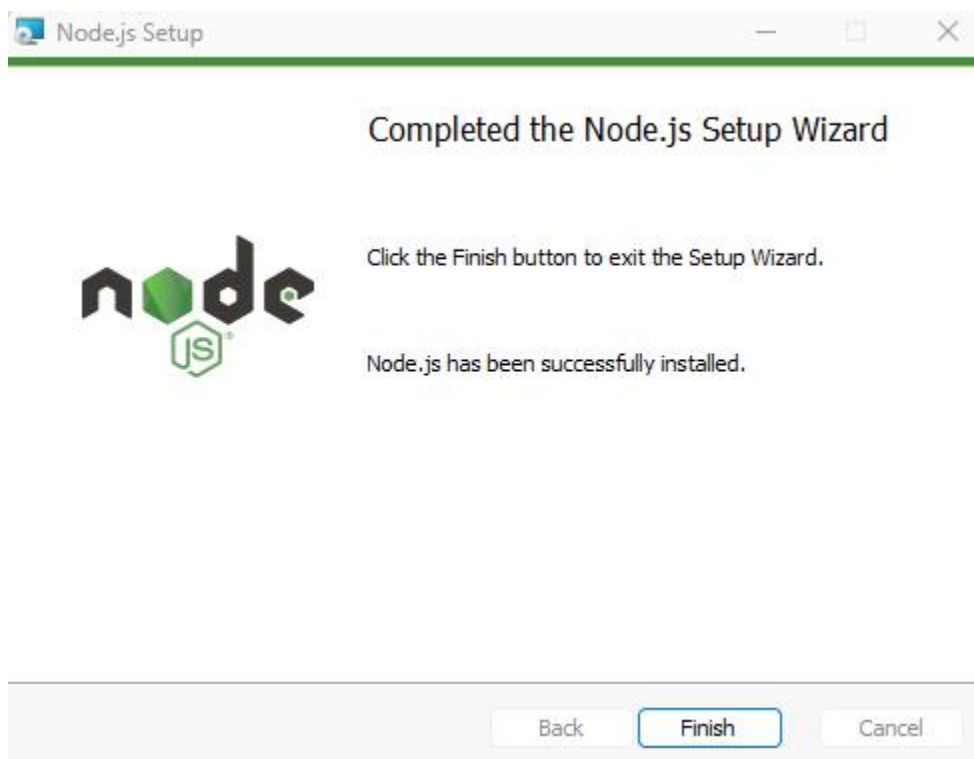 Node.js Setup
Completed the Node.js Setup Wizard
Click the Finish button to exit the Setup Wizard.
node
JS®
Node.js has been successfully installed.
Back
Finish
Cancel